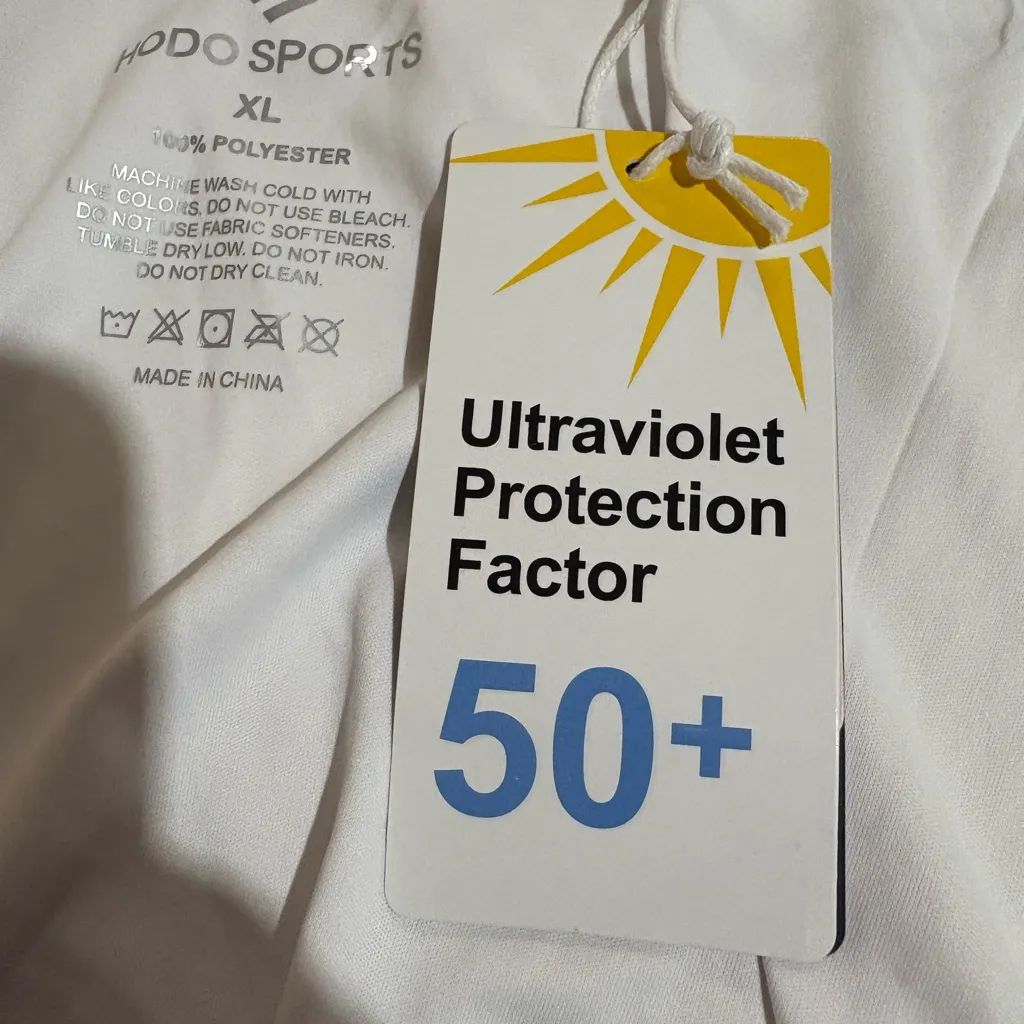 HODO SPORTS
XL
100% POLYESTER
MACHINE WASH COLD WITH
LIKE COLORS. DO NOT USE BLEACH.
DO NOT USE FABRIC SOFTENERS.
TUMBLE DRY LOW. DO NOT IRON.
DO NOT DRY CLEAN.
MADE IN CHINA
Ultraviolet
Protection
Factor
50+